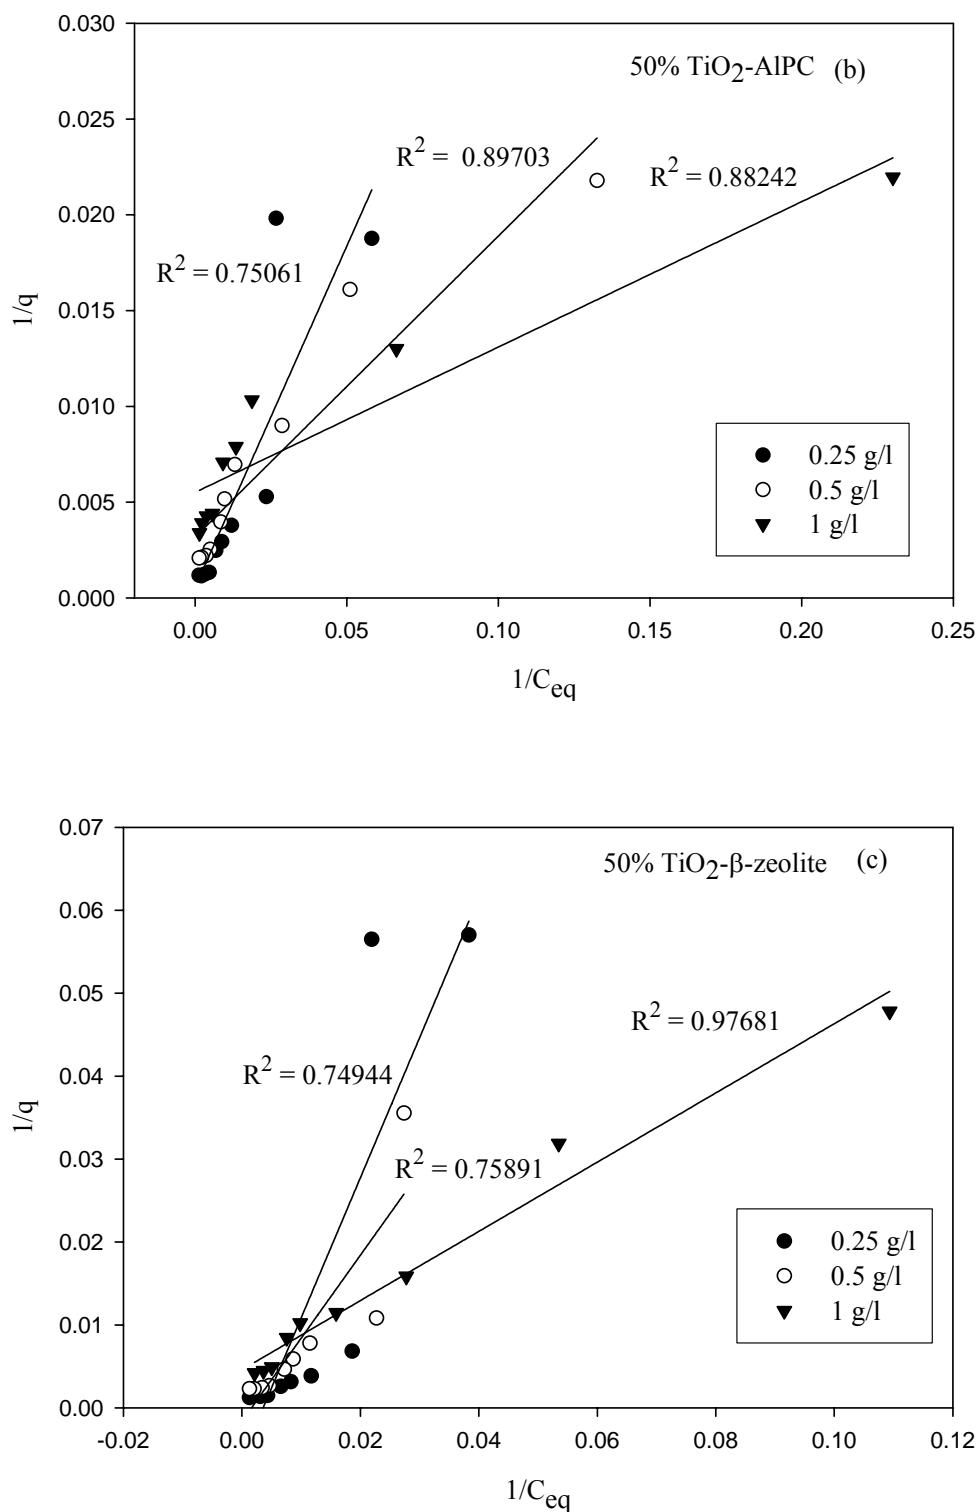 0.030
50% TiO2-AlPC (b)
0.025
R2 = 0.89703
R2 = 0.88242
0.020
R2 = 0.75061
1/q
0.015
0.010
0.25 g/l
0.5 g/l
1 g/l
0.005
0.000
0.00 0.05 0.10 0.15 0.20 0.25
1/Ceq
0.07
50% TiO2-β-zeolite (c)
0.06
0.05
R2 = 0.97681
R2 = 0.74944
0.04
1/q
0.03
R2 = 0.75891
0.02
0.25 g/l
0.5 g/l
1 g/l
0.01
0.00
-0.02 0.00 0.02 0.04 0.06 0.08 0.10 0.12
1/Ceq